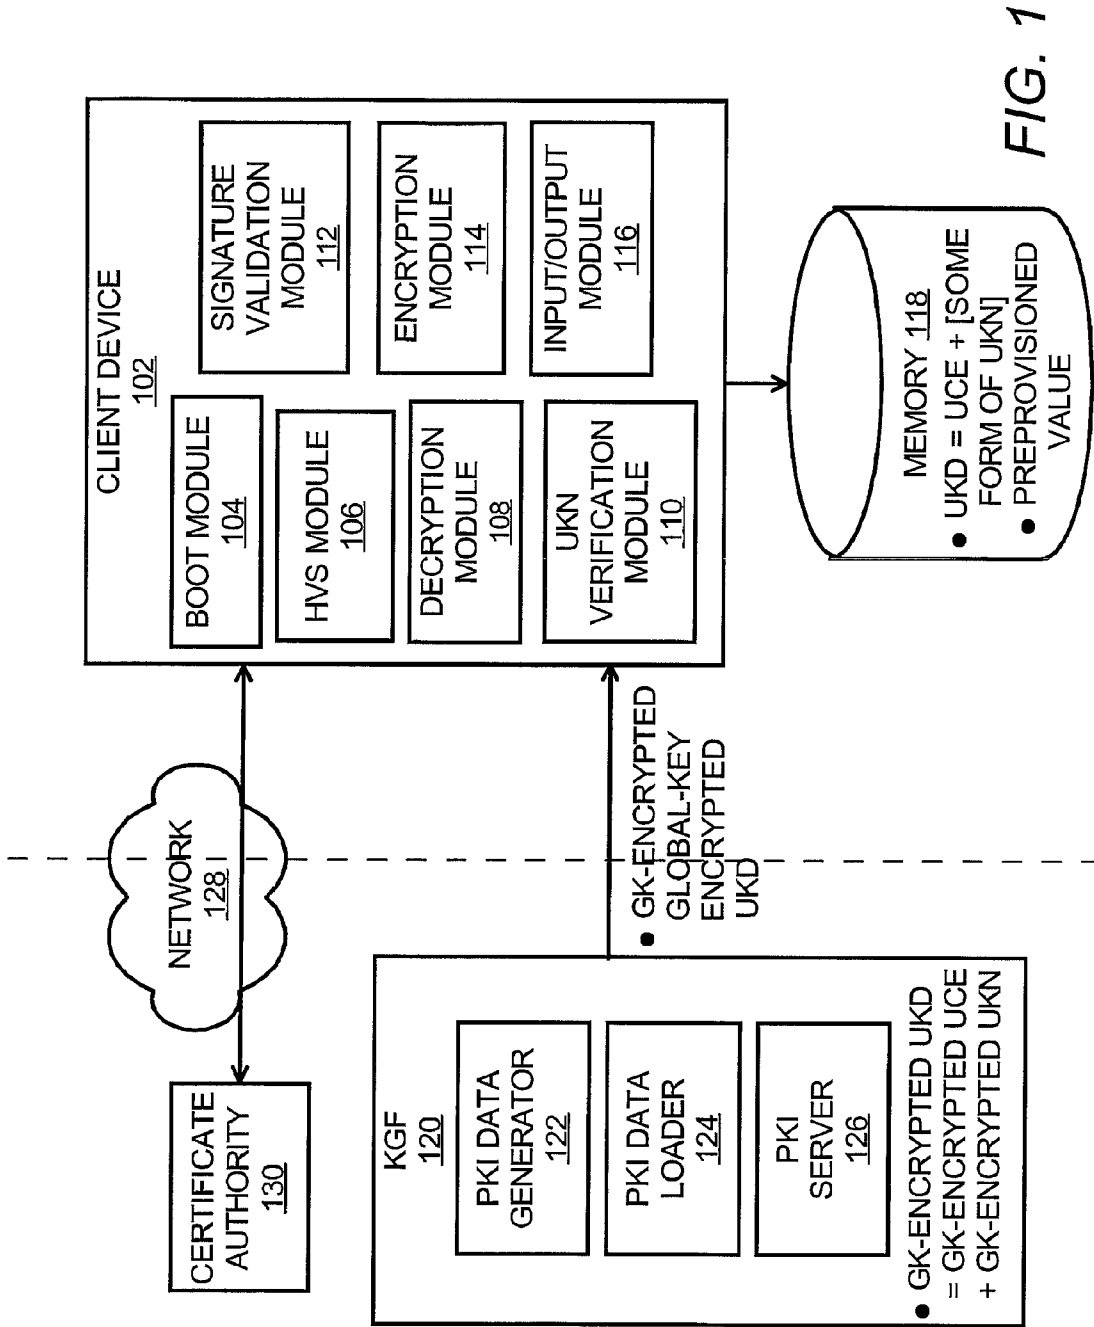 CERTIFICATE
AUTHORITY
130
NETWORK
128
KGF
120
PKI DATA
GENERATOR
122
PKI DATA
LOADER
124
PKI
SERVER
126
● GK-ENCRYPTED UKD
= GK-ENCRYPTED UCE
+ GK-ENCRYPTED UKN
● GK-ENCRYPTED
GLOBAL-KEY
ENCRYPTED
UKD
CLIENT DEVICE
102
BOOT MODULE
104
HVS MODULE
106
DECRYPTION
MODULE
108
UKN
VERIFICATION
MODULE
110
SIGNATURE
VALIDATION
MODULE
112
ENCRYPTION
MODULE
114
INPUT/OUTPUT
MODULE
116
MEMORY 118
● UKD = UCE + [SOME
FORM OF UKN]
● PREPROVISIONED
VALUE
FIG. 1